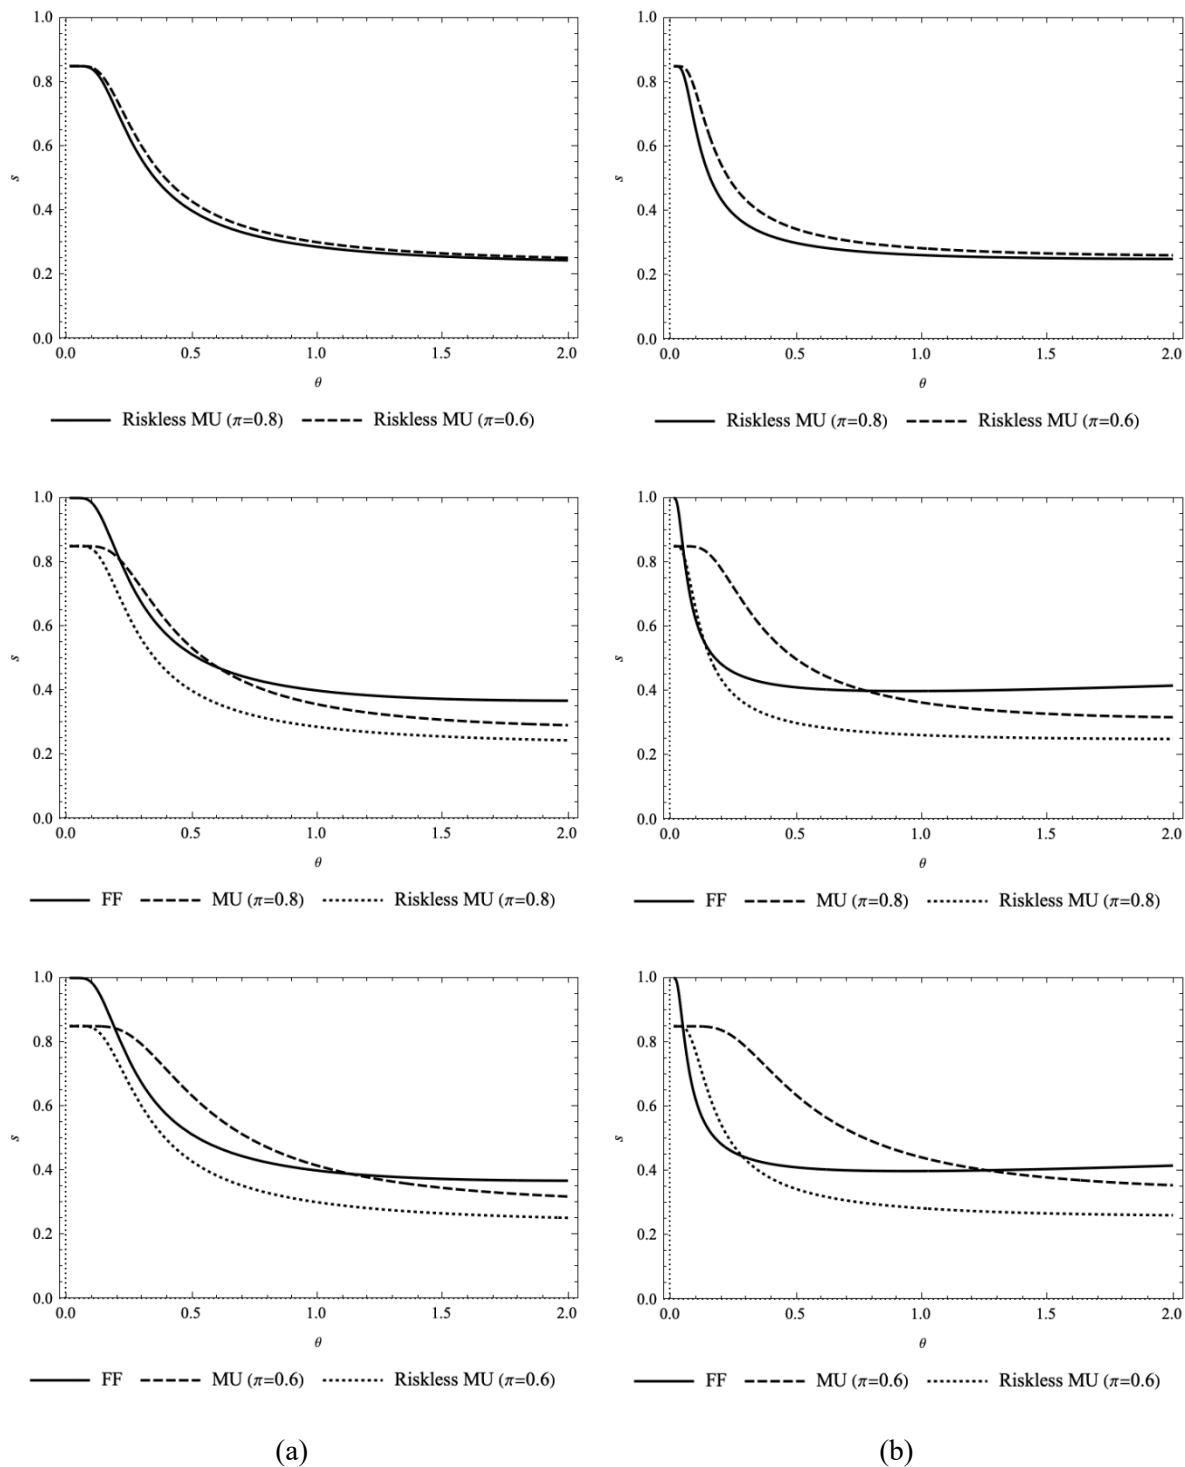 1.0 1.0
0.8 0.8
0.6 0.6
s s
0.4 0.4
0.2 0.2
0.0 0.0
0.0 0.5 1.0 1.5 2.0 0.0 0.5 1.0 1.5 2.0
θ θ
Riskless MU (π=0.8) Riskless MU (π=0.6) Riskless MU (π=0.8) Riskless MU (π=0.6)
1.0 1.0
0.8 0.8
0.6 0.6
s s
0.4 0.4
0.2 0.2
0.0 0.0
0.0 0.5 1.0 1.5 2.0 0.0 0.5 1.0 1.5 2.0
θ θ
FF MU (π=0.8) Riskless MU (π=0.8) FF MU (π=0.8) Riskless MU (π=0.8)
1.0 1.0
0.8 0.8
0.6 0.6
s s
0.4 0.4
0.2 0.2
0.0 0.0
0.0 0.5 1.0 1.5 2.0 0.0 0.5 1.0 1.5 2.0
θ θ
FF MU (π=0.6) Riskless MU (π=0.6) FF MU (π=0.6) Riskless MU (π=0.6)
(a) (b)